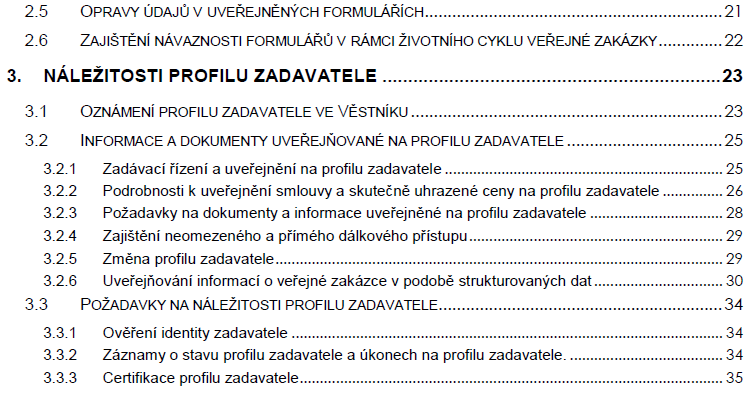 2.5 OPRAVY ÚDAJŮ V UVEŘEJNĚNÝCH FORMULÁŘÍCH 21
2.6 ZAJIŠTĚNÍ NÁVAZNOSTI FORMULÁŘŮ V RÁMCI ŽIVOTNÍHO CYKLU VEŘEJNÉ ZAKÁZKY 22
3. NÁLEŽITOSTI PROFILU ZADAVATELE 23
3.1 OZNÁMENÍ PROFILU ZADAVATELE VE VĚSTNÍKU 23
3.2 INFORMACE A DOKUMENTY UVEŘEJŇOVANÉ NA PROFILU ZADAVATELE 25
3.2.1 Zadávací řízení a uveřejnění na profilu zadavatele 25
3.2.2 Podrobnosti k uveřejnění smlouvy a skutečně uhrazené ceny na profilu zadavatele 26
3.2.3 Požadavky na dokumenty a informace uveřejněné na profilu zadavatele 28
3.2.4 Zajištění neomezeného a přímého dálkového přístupu 29
3.2.5 Změna profilu zadavatele 29
3.2.6 Uveřejňování informací o veřejné zakázce v podobě strukturovaných dat 30
3.3 POŽADAVKY NA NÁLEŽITOSTI PROFILU ZADAVATELE 34
3.3.1 Ověření identity zadavatele 34
3.3.2 Záznamy o stavu profilu zadavatele a úkonech na profilu zadavatele. 34
3.3.3 Certifikace profilu zadavatele 35